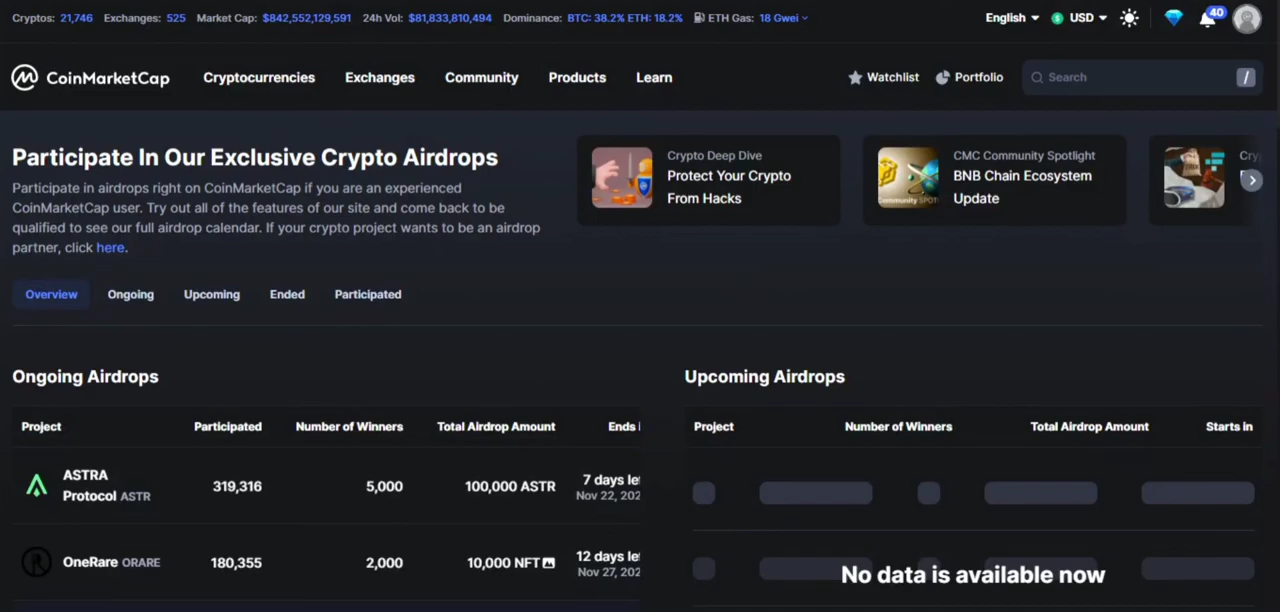 Cryptos: 21,746 Exchanges: 525 Market Cap: $842,552,129,591 24h Vol: $81,833,810,494 Dominance: BTC: 38.2% ETH: 18.2% ETH Gas: 18 Gwei
English USD 40
CoinMarketCap Cryptocurrencies Exchanges Community Products Learn Watchlist Portfolio Search /
Participate In Our Exclusive Crypto Airdrops
Participate in airdrops right on CoinMarketCap if you are an experienced
CoinMarketCap user. Try out all of the features of our site and come back to be
qualified to see our full airdrop calendar. If your crypto project wants to be an airdrop
partner, click here.
Crypto Deep Dive
Protect Your Crypto
From Hacks
CMC Community Spotlight
BNB Chain Ecosystem
Update
Overview Ongoing Upcoming Ended Participated
Ongoing Airdrops
Project Participated Number of Winners Total Airdrop Amount Ends
ASTRA
Protocol ASTR
319,316 5,000 100,000 ASTR
7 days
Nov 22,
OneRare ORARE 180,355 2,000 10,000 NFT
12 days
Nov 27,
Upcoming Airdrops
Project Number of Winners Total Airdrop Amount Starts in
No data is available now